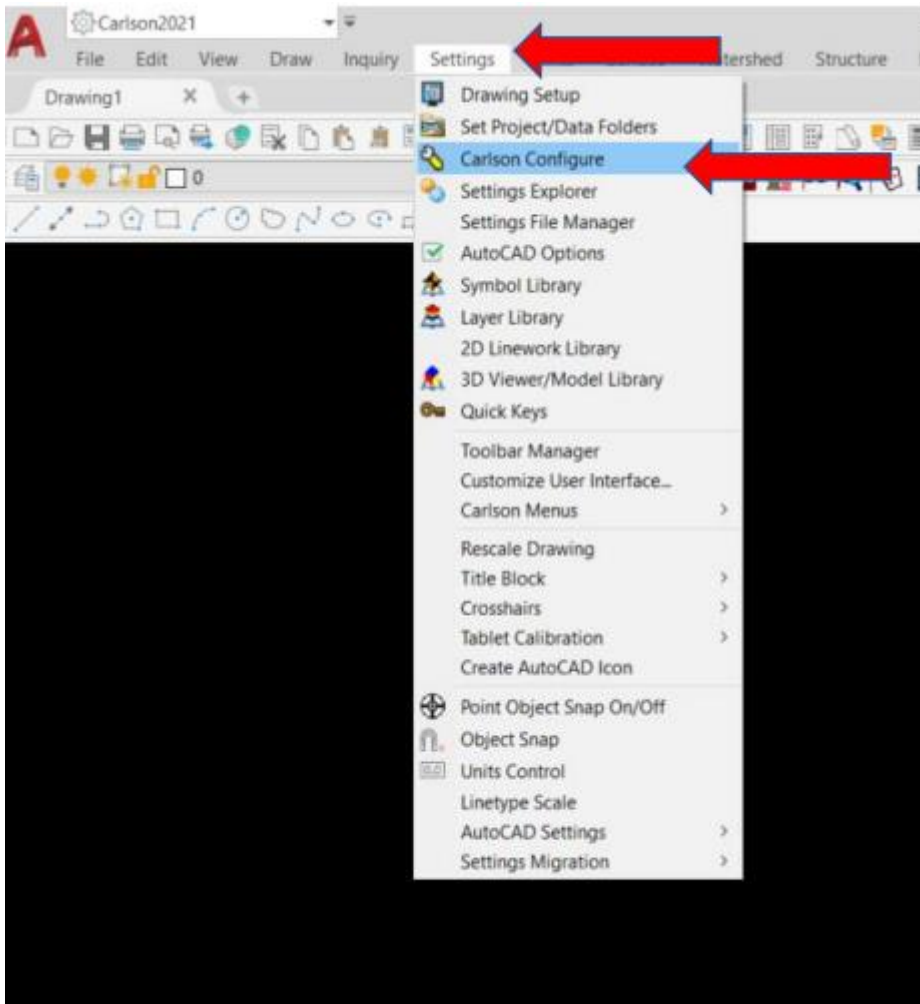 Carlson2021
File Edit View Draw Inquiry Settings Structure
Drawing1
0
Drawing Setup
Set Project/Data Folders
Carlson Configure
Settings Explorer
Settings File Manager
AutoCAD Options
Symbol Library
Layer Library
2D Linework Library
3D Viewer/Model Library
Quick Keys
Toolbar Manager
Customize User Interface...
Carlson Menus
Rescale Drawing
Title Block
Crosshairs
Tablet Calibration
Create AutoCAD Icon
Point Object Snap On/Off
Object Snap
Units Control
Linetype Scale
AutoCAD Settings
Settings Migration